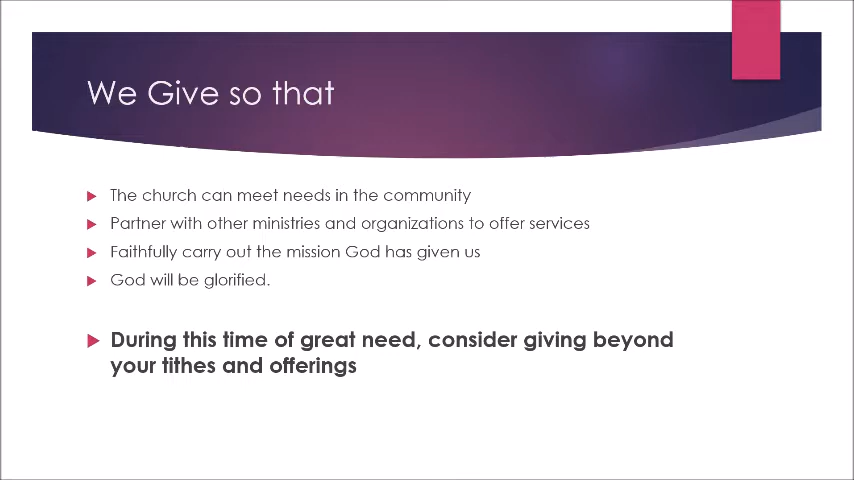 We Give so that
The church can meet needs in the community
Partner with other ministries and organizations to offer services
Faithfully carry out the mission God has given us
God will be glorified.
During this time of great need, consider giving beyond
your tithes and offerings